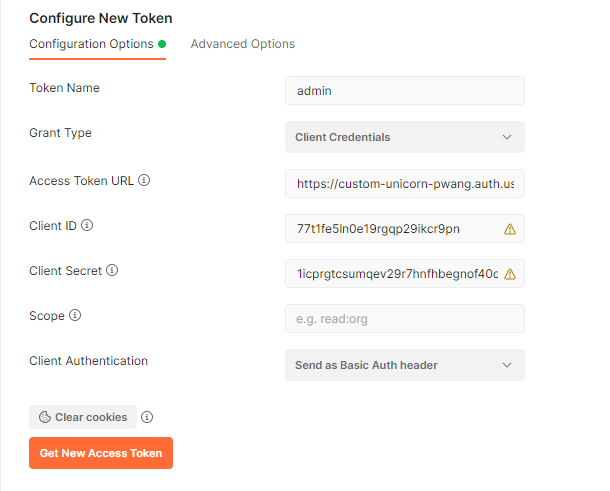 Configure New Token
Configuration Options Advanced Options
Token Name admin
Grant Type Client Credentials
Access Token URL https://custom-unicorn-pwang.auth.us
Client ID 77t1fe5ln0e19rgqp29ikcr9pn
Client Secret 1icprgtcsumqev29r7hnfhbegnof40c
Scope e.g. read:org
Client Authentication Send as Basic Auth header
Clear cookies
Get New Access Token